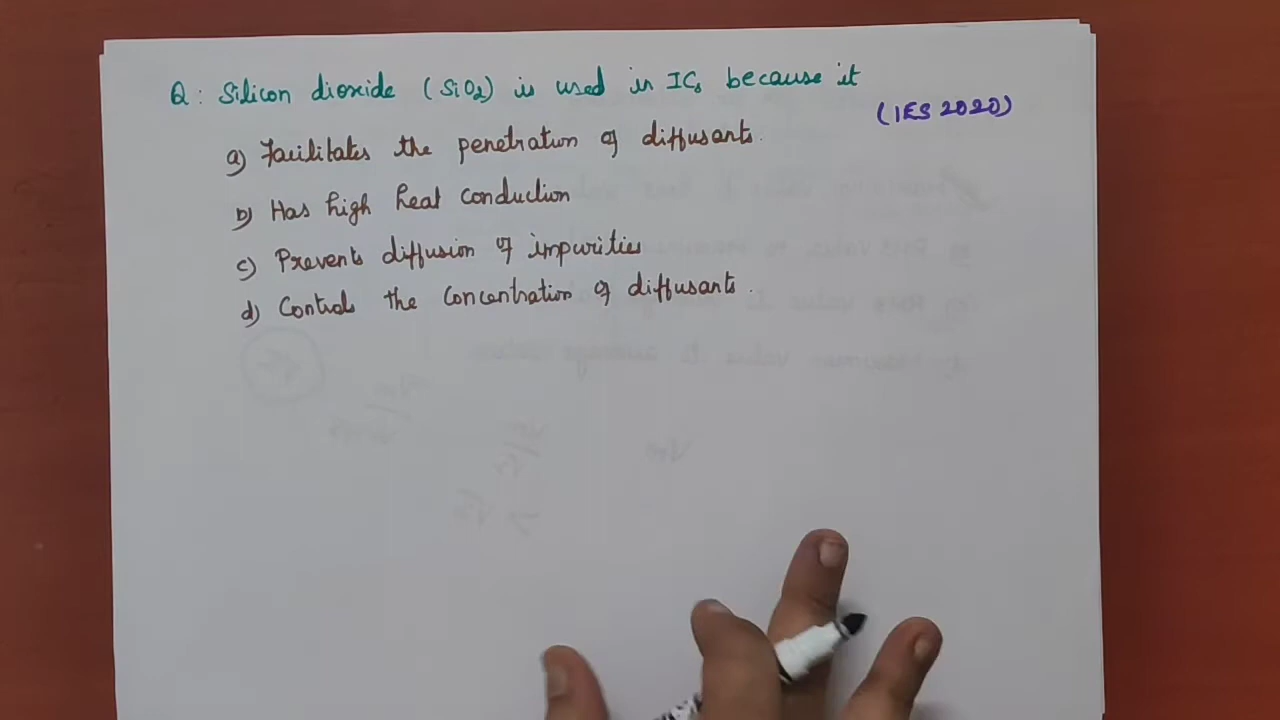 Q: Silicon dioxide (SiO2) is used in ICs because it
(IES 2020)
a) facilitates the penetration of diffusants.
b) Has high heat conduction
c) Prevents diffusion of impurities
d) Controls the concentration of diffusants.